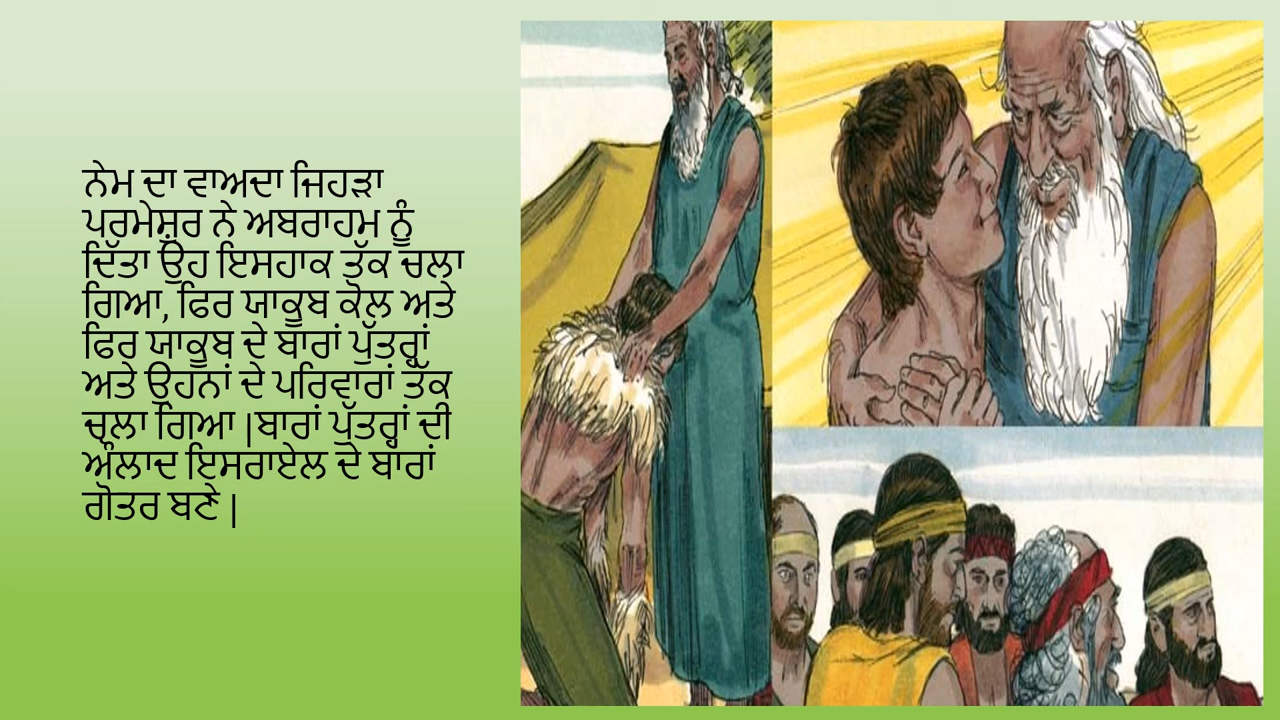 ਨੇਮ ਦਾ ਵਾਅਦਾ ਜਿਹੜਾ
ਪਰਮੇਸ਼ੁਰ ਨੇ ਅਬਰਾਹਮ ਨੂੰ
ਦਿੱਤਾ ਉਹ ਇਸਹਾਕ ਤੱਕ ਚਲਾ
ਗਿਆ, ਫਿਰ ਯਾਕੂਬ ਕੋਲ ਅਤੇ
ਫਿਰ ਯਾਕੂਬ ਦੇ ਬਾਰਾਂ ਪੁੱਤਰ੍ਹਾਂ
ਅਤੇ ਉਹਨਾਂ ਦੇ ਪਰਿਵਾਰਾਂ ਤੱਕ
ਚਲਾ ਗਿਆ |ਬਾਰਾਂ ਪੁੱਤਰ੍ਹਾਂ ਦੀ
ਔਲਾਦ ਇਸਰਾਏਲ ਦੇ ਬਾਰਾਂ
ਗੋਤਰ ਬਣੇ |